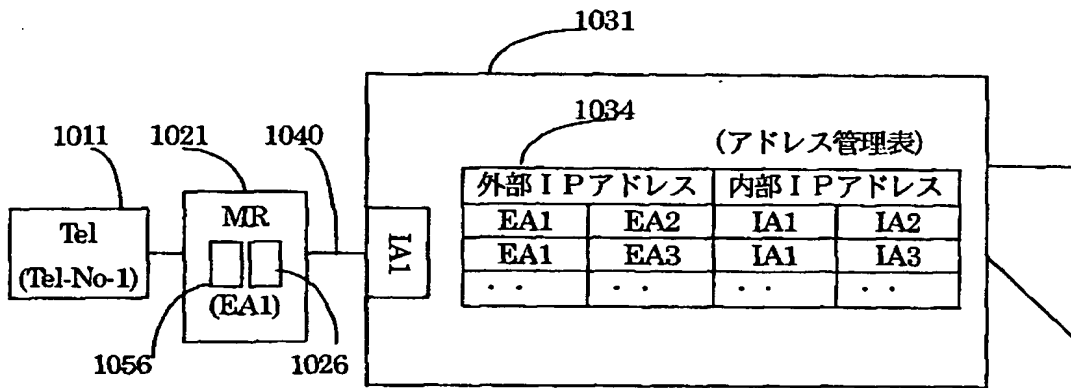 1031
1034
1011
1021
1040
(アドレス管理表)
外部ＩＰアドレス 内部ＩＰアドレス
EA1 EA2 IA1 IA2
EA1 EA3 IA1 IA3
・・ ・・ ・・ ・・
Tel
(Tel-No-1)
MR
(EA1)
IA1
1056
1026